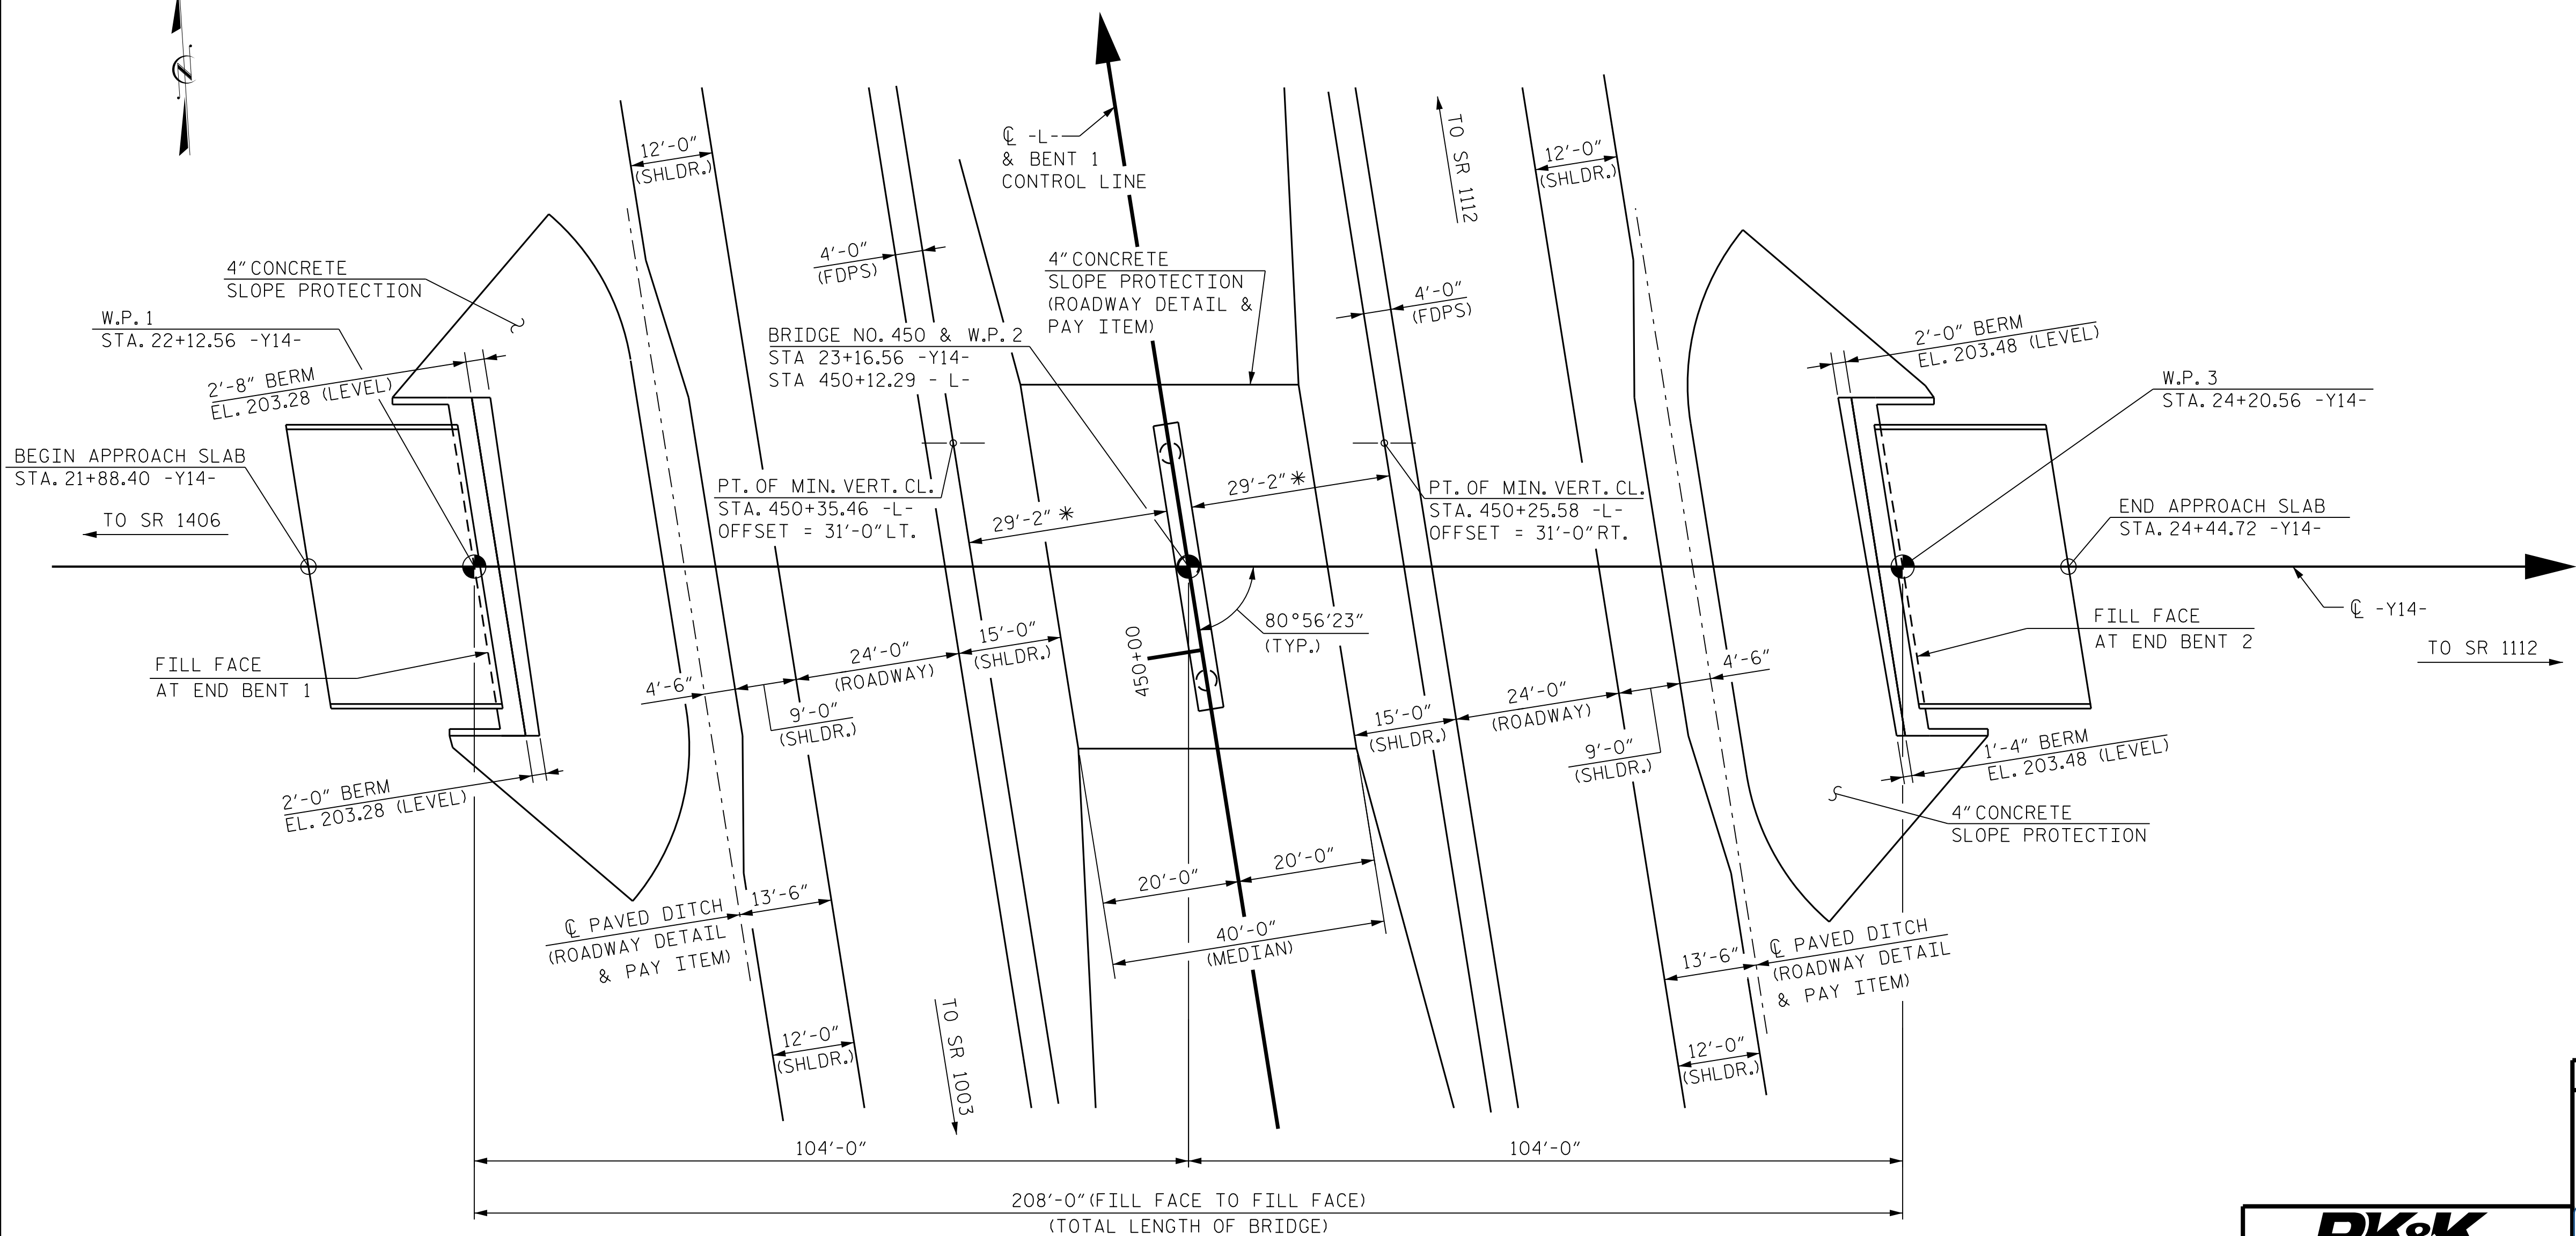 12'-0"
(SHLDR.)
4'-0"
(FDPS)
℄ -L-
& BENT 1
CONTROL LINE
TO SR 1112
12'-0"
(SHLDR.)
4" CONCRETE
SLOPE PROTECTION
4" CONCRETE
SLOPE PROTECTION
(ROADWAY DETAIL &
PAY ITEM)
4'-0"
(FDPS)
W.P. 1
STA. 22+12.56 -Y14-
BRIDGE NO. 450 & W.P. 2
STA 23+16.56 -Y14-
STA 450+12.29 - L-
2'-0" BERM
EL. 203.48 (LEVEL)
2'-8" BERM
EL. 203.28 (LEVEL)
W.P. 3
STA. 24+20.56 -Y14-
BEGIN APPROACH SLAB
STA. 21+88.40 -Y14-
TO SR 1406
PT. OF MIN. VERT. CL.
STA. 450+35.46 -L-
OFFSET = 31'-0" LT.
29'-2" *
29'-2" *
PT. OF MIN. VERT. CL.
STA. 450+25.58 -L-
OFFSET = 31'-0" RT.
END APPROACH SLAB
STA. 24+44.72 -Y14-
℄ -Y14-
TO SR 1112
80°56'23"
(TYP.)
450+00
FILL FACE
AT END BENT 1
FILL FACE
AT END BENT 2
4'-6"
9'-0"
(SHLDR.)
24'-0"
(ROADWAY)
15'-0"
(SHLDR.)
15'-0"
(SHLDR.)
24'-0"
(ROADWAY)
9'-0"
(SHLDR.)
4'-6"
2'-0" BERM
EL. 203.28 (LEVEL)
1'-4" BERM
EL. 203.48 (LEVEL)
4" CONCRETE
SLOPE PROTECTION
℄ PAVED DITCH
(ROADWAY DETAIL
& PAY ITEM)
13'-6"
20'-0"
20'-0"
40'-0"
(MEDIAN)
13'-6"
℄ PAVED DITCH
(ROADWAY DETAIL
& PAY ITEM)
12'-0"
(SHLDR.)
TO SR 1003
12'-0"
(SHLDR.)
104'-0"
104'-0"
208'-0" (FILL FACE TO FILL FACE)
(TOTAL LENGTH OF BRIDGE)